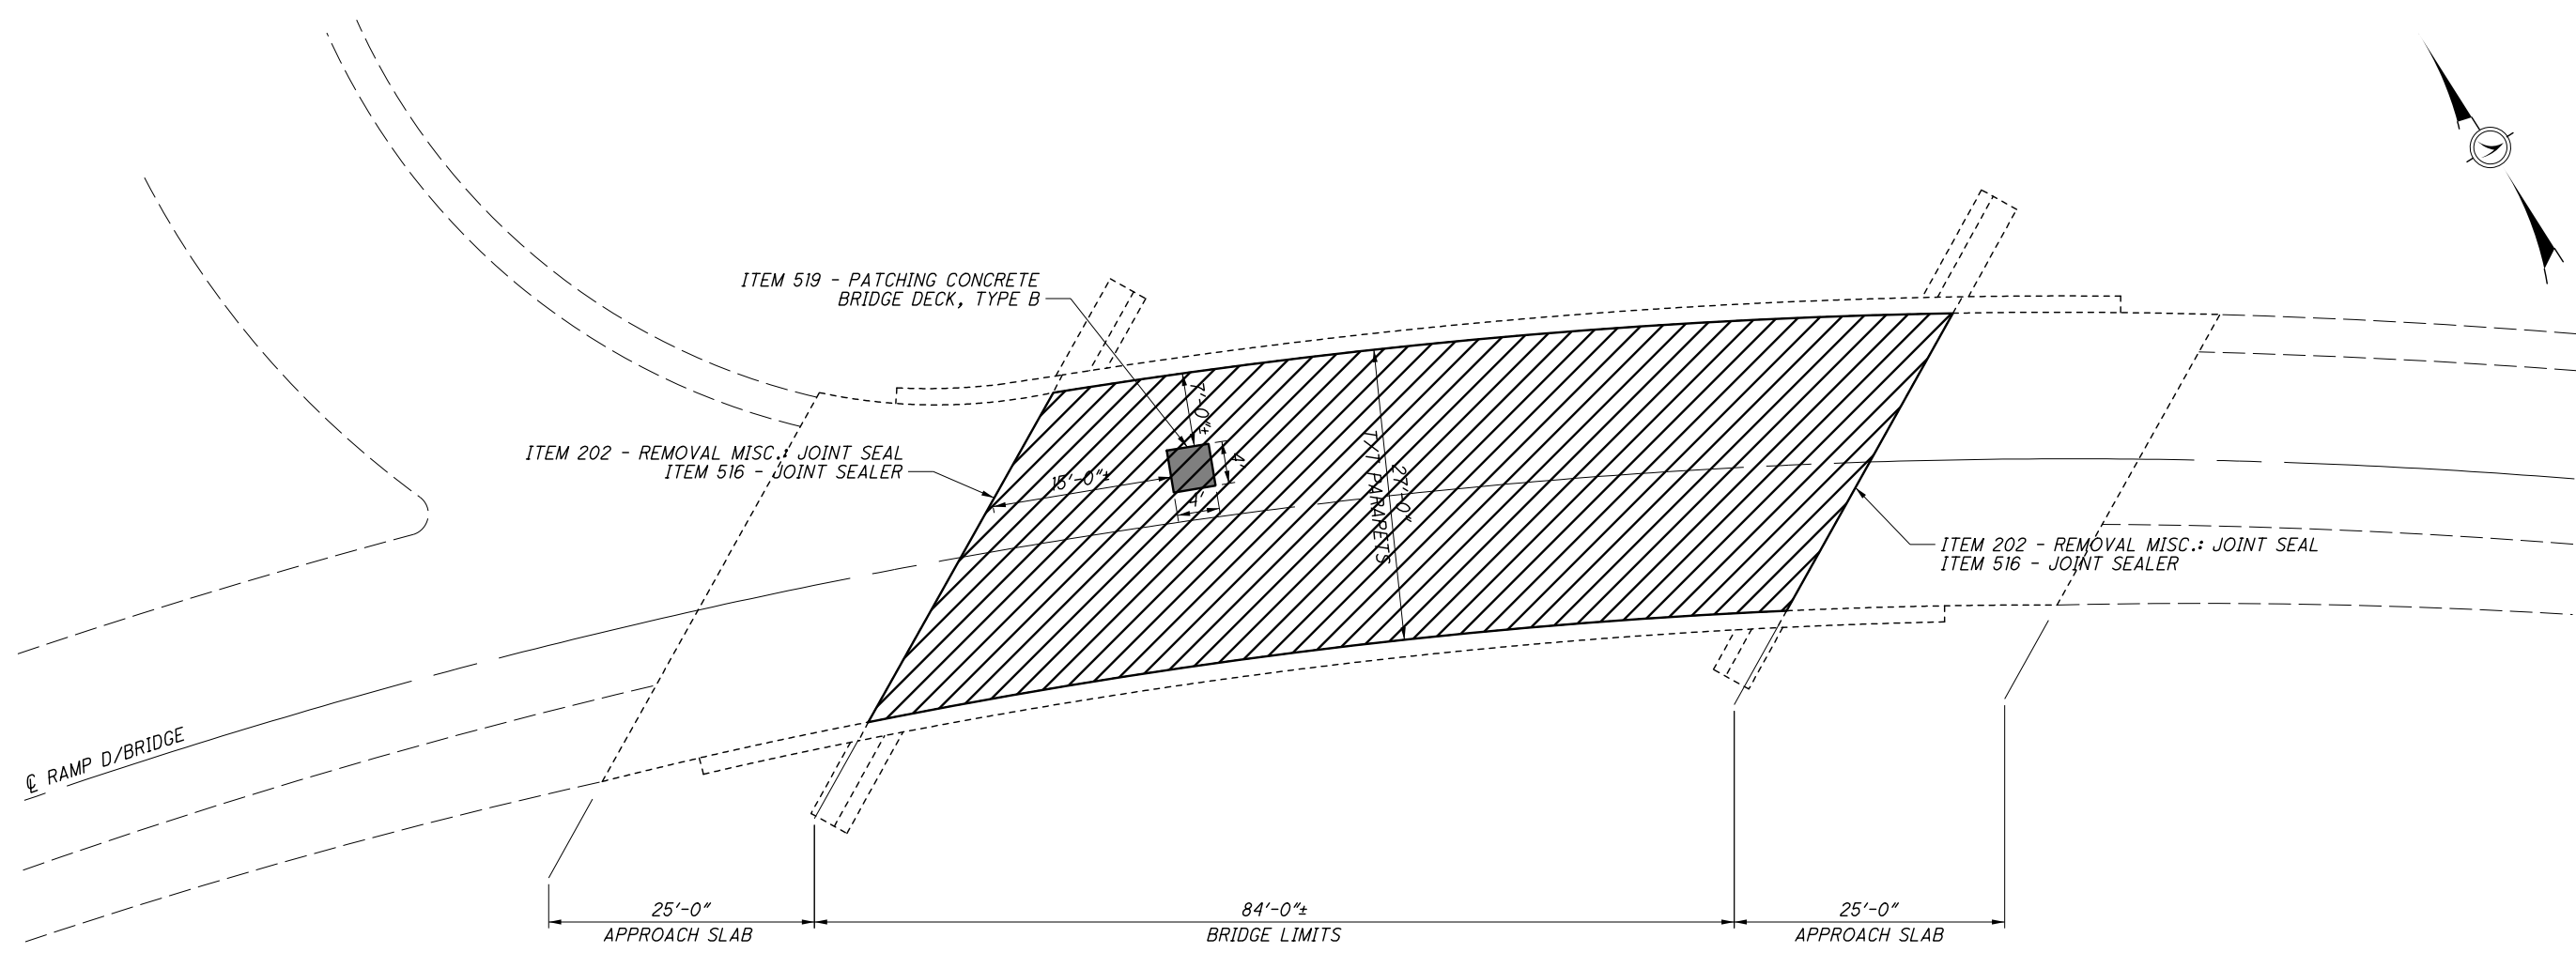 ITEM 519 - PATCHING CONCRETE
BRIDGE DECK, TYPE B
ITEM 202 - REMOVAL MISC.: JOINT SEAL
ITEM 516 - JOINT SEALER
7'-0"±
4'
15'-0"±
4'
27'-0"
T/T PARAPETS
ITEM 202 - REMOVAL MISC.: JOINT SEAL
ITEM 516 - JOINT SEALER
℄ RAMP D/BRIDGE
25'-0"
APPROACH SLAB
84'-0"±
BRIDGE LIMITS
25'-0"
APPROACH SLAB